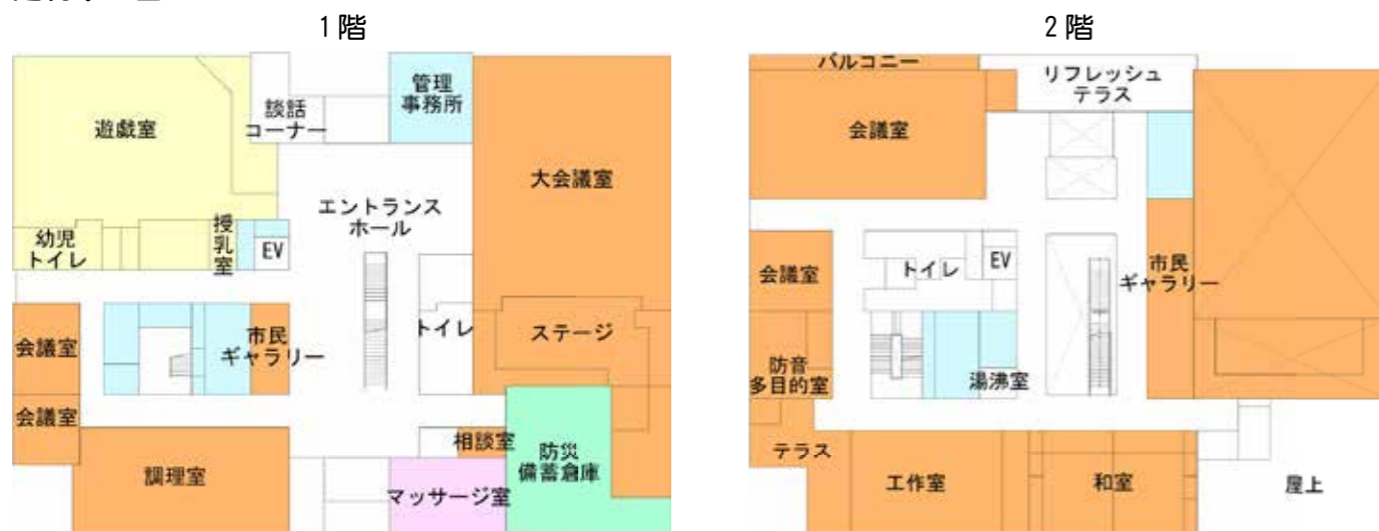 1階
2階
管理
事務所
談話
コーナー
遊戯室
大会議室
エントランス
ホール
授
乳
室
EV
幼児
トイレ
トイレ
ステージ
市民
ギャラリー
会議室
会議室
相談室
防災
備蓄倉庫
調理室
マッサージ室
バルコニー
リフレッシュ
テラス
会議室
会議室
トイレ
EV
市民
ギャラリー
防音
多目的室
湯沸室
テラス
工作室
和室
屋上